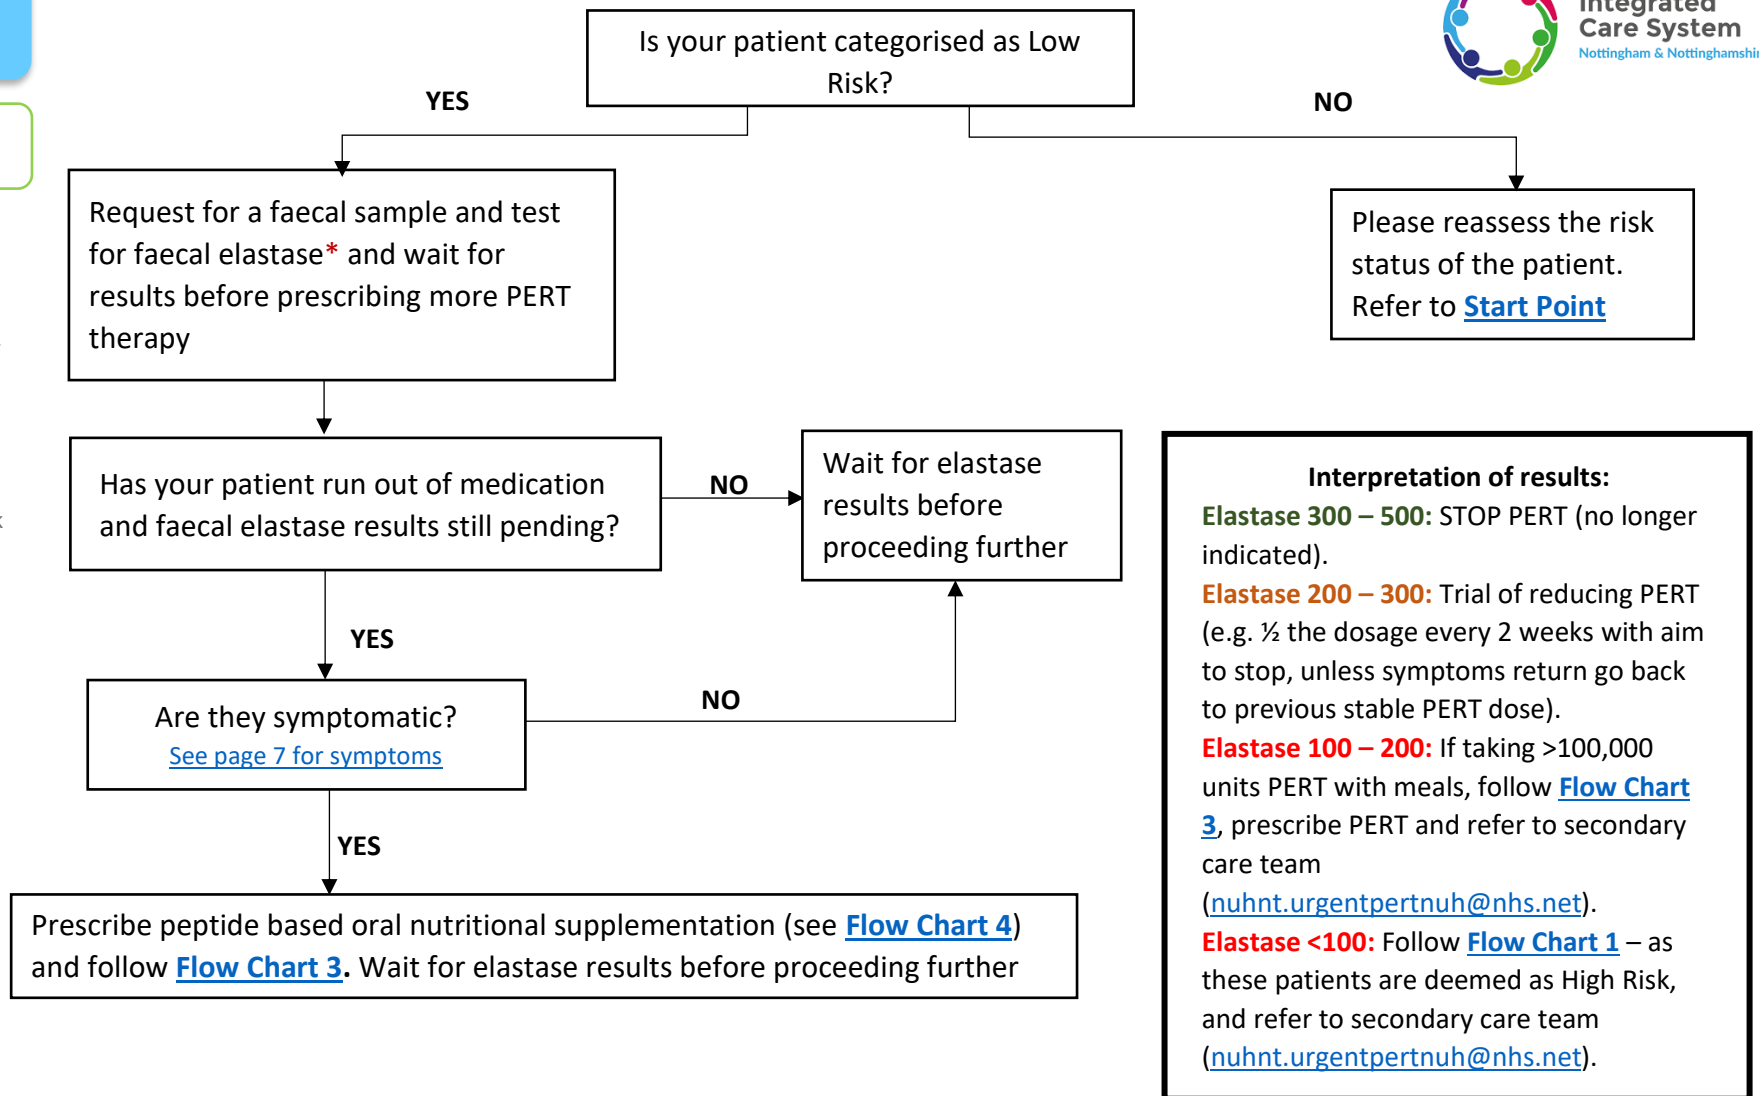 Integrated
Care System
Nottingham & Nottinghamshir
Is your patient categorised as Low
Risk?
YES
NO
Request for a faecal sample and test
for faecal elastase* and wait for
results before prescribing more PERT
therapy
Please reassess the risk
status of the patient.
Refer to Start Point
Has your patient run out of medication
and faecal elastase results still pending?
NO
Wait for elastase
results before
proceeding further
YES
Are they symptomatic?
See page 7 for symptoms
NO
YES
Prescribe peptide based oral nutritional supplementation (see Flow Chart 4)
and follow Flow Chart 3. Wait for elastase results before proceeding further
Interpretation of results:
Elastase 300 – 500: STOP PERT (no longer
indicated).
Elastase 200 – 300: Trial of reducing PERT
(e.g. ½ the dosage every 2 weeks with aim
to stop, unless symptoms return go back
to previous stable PERT dose).
Elastase 100 – 200: If taking >100,000
units PERT with meals, follow Flow Chart
3, prescribe PERT and refer to secondary
care team
(nuhnt.urgentpertnuh@nhs.net).
Elastase <100: Follow Flow Chart 1 – as
these patients are deemed as High Risk,
and refer to secondary care team
(nuhnt.urgentpertnuh@nhs.net).